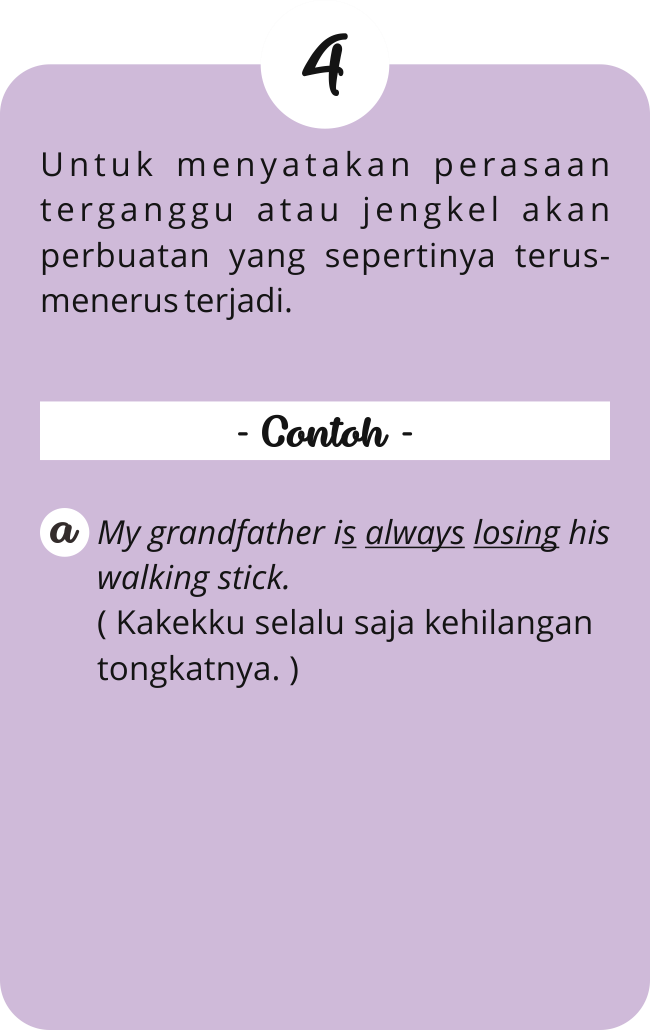 4
Untuk menyatakan perasaan
terganggu atau jengkel akan
perbuatan yang sepertinya terus-
menerus terjadi.
- Contoh -
a My grandfather is always losing his
walking stick.
( Kakekku selalu saja kehilangan
tongkatnya. )